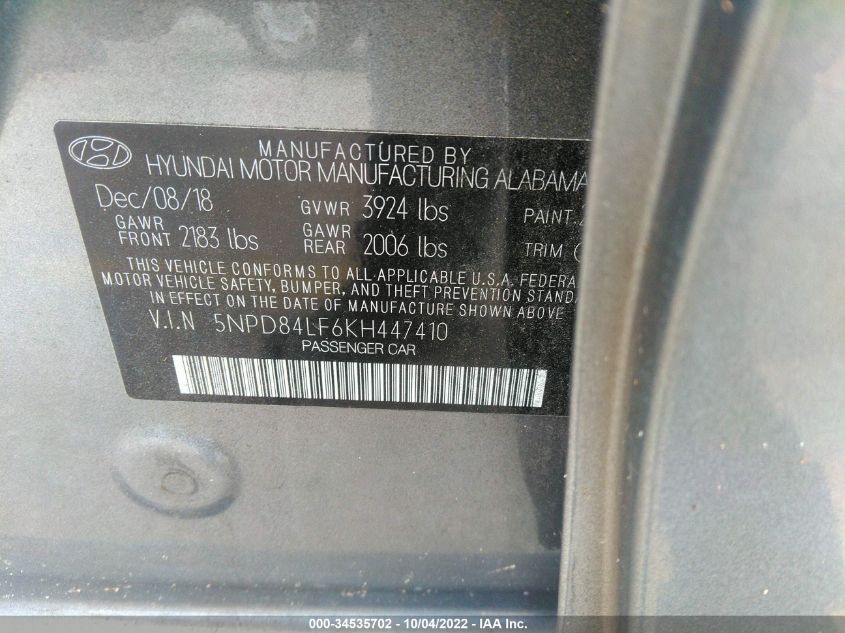 MANUFACTURED BY
HYUNDAI MOTOR MANUFACTURING ALABAMA
Dec/08/18 GVWR 3924 lbs PAINT
GAWR FRONT 2183 lbs GAWR REAR 2006 lbs TRIM
THIS VEHICLE CONFORMS TO ALL APPLICABLE U.S.A. FEDERA
MOTOR VEHICLE SAFETY, BUMPER, AND THEFT PREVENTION STAND
IN EFFECT ON THE DATE OF MANUFACTURE SHOWN ABOVE
V.I.N 5NPD84LF6KH447410
PASSENGER CAR
000-34535702 - 10/04/2022 - IAA Inc.